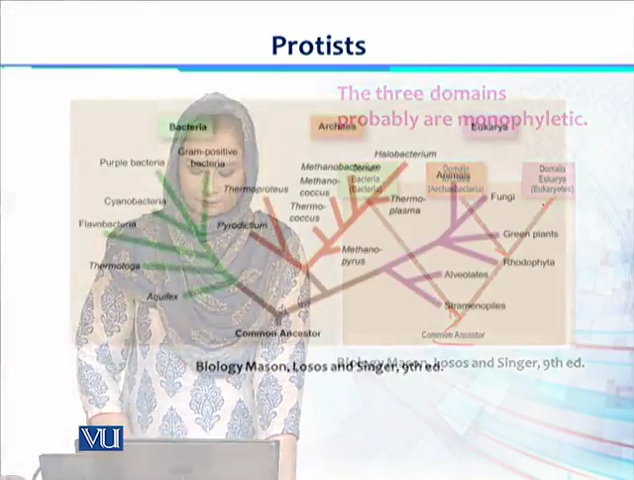 Protists
The three domains
probably are monophyletic.
Bacteria
Archaea
Eukarya
Purple bacteria
Gram-positive
bacteria
Cyanobacteria
Flavobacteria
Thermotoga
Aquifex
Halobacterium
Methanobacterium
Methano-
coccus
Thermoproteus
Thermo-
coccus
Pyrodictium
Thermo-
plasma
Methano-
pyrus
Domain
Bacteria
(Bacteria)
Animals
Domain
(Archaebacteria)
Domain
Eukarya
(Eukaryotes)
Fungi
Green plants
Rhodophyta
Alveolates
Stramenopiles
Common Ancestor
Common Ancestor
Biology Mason, Losos and Singer, 9th ed.
Biology Mason, Losos and Singer, 9th ed.
VU